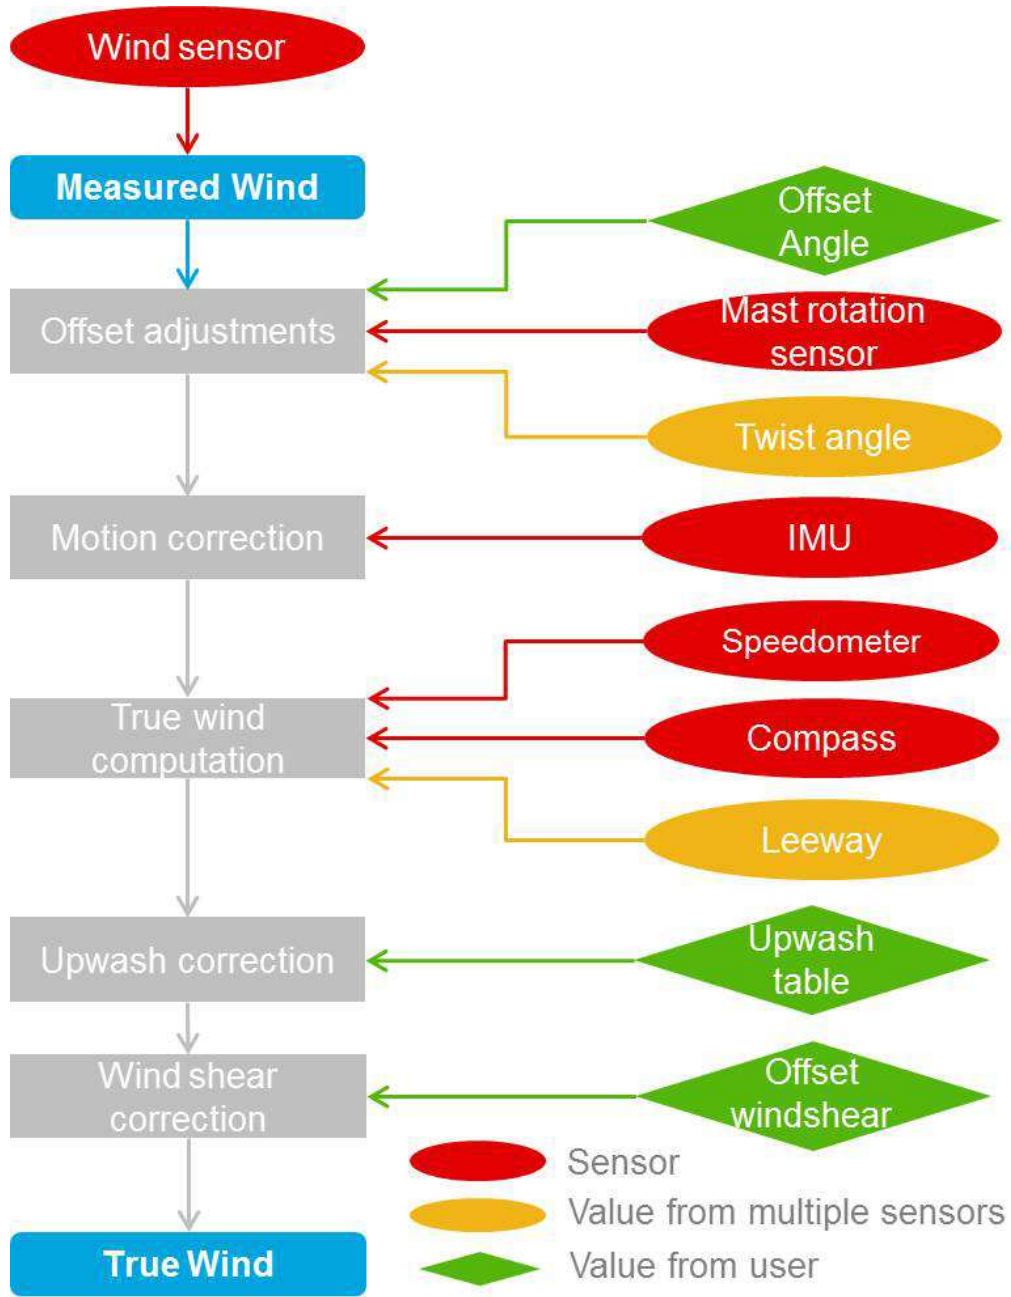 Wind sensor
Measured Wind
Offset
Angle
Offset adjustments
Mast rotation
sensor
Twist angle
Motion correction
IMU
Speedometer
True wind
computation
Compass
Leeway
Upwash correction
Upwash
table
Wind shear
correction
Offset
windshear
Sensor
Value from multiple sensors
True Wind
Value from user